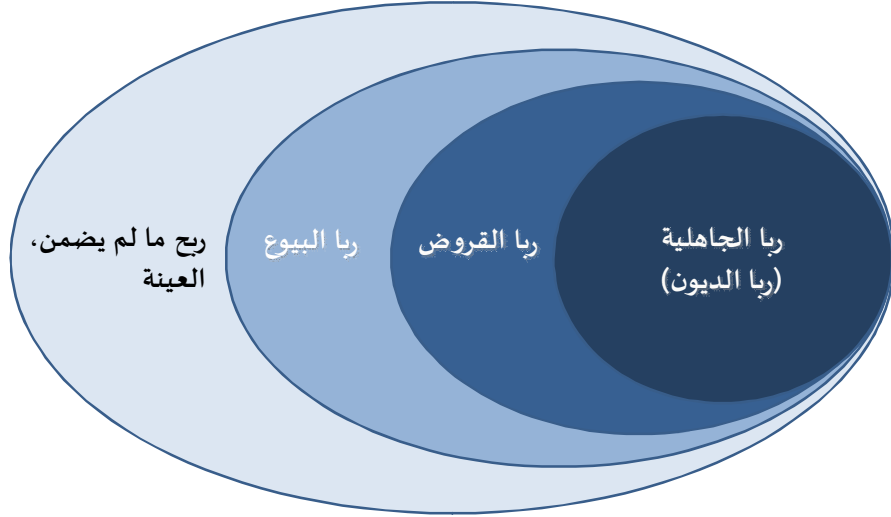 ربا الجاهلية
(ربا الديون)
ربا القروض
ربا البيوع
ربح ما لم يضمن،
العينة